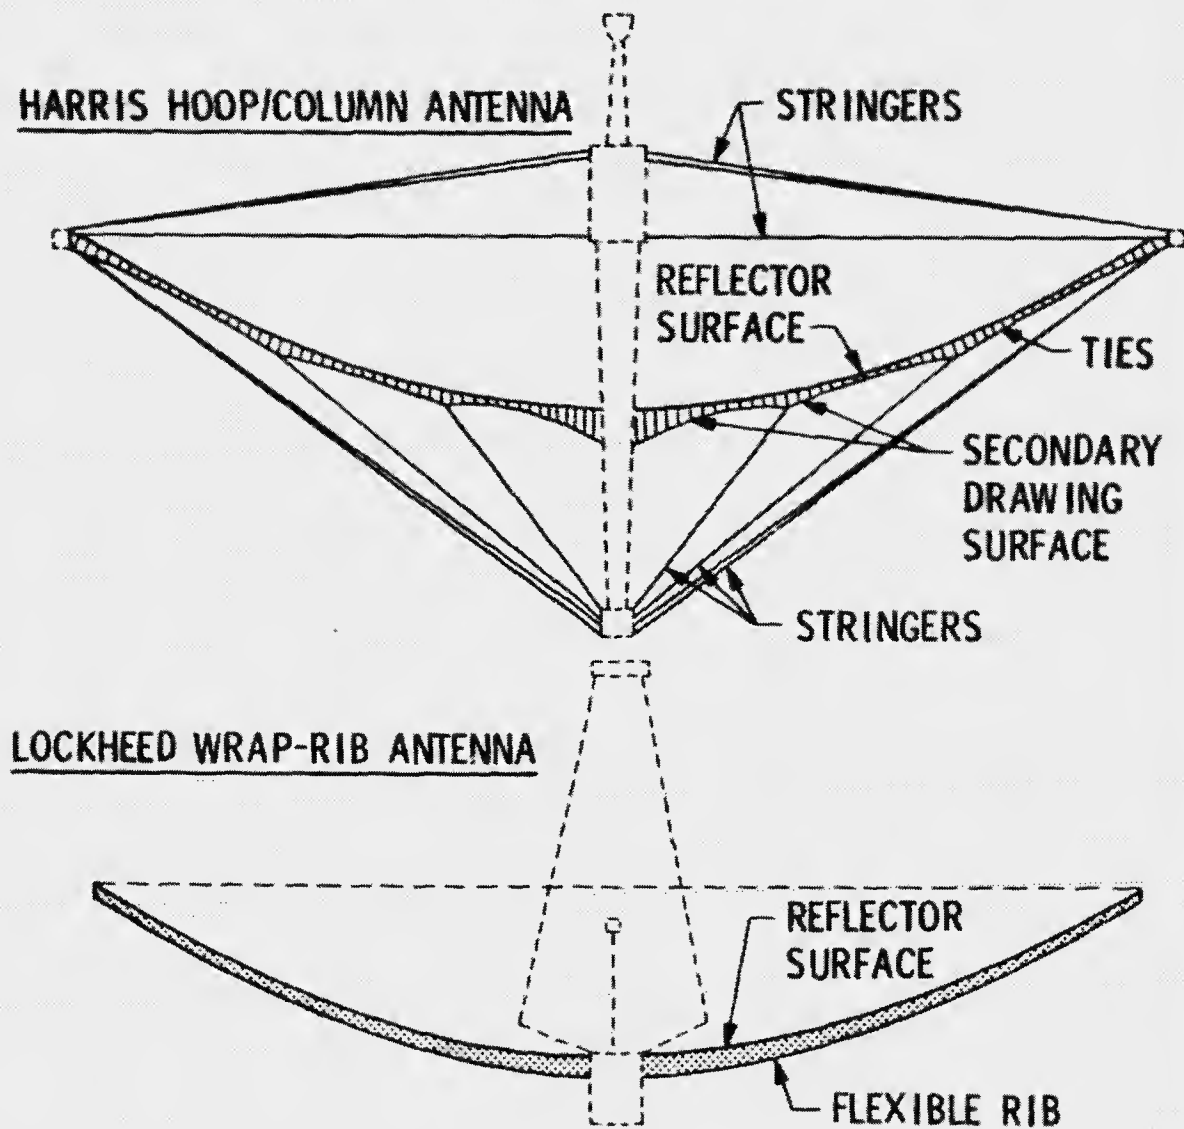 HARRIS HOOP/COLUMN ANTENNA
STRINGERS
REFLECTOR
SURFACE
TIES
SECONDARY
DRAWING
SURFACE
STRINGERS
LOCKHEED WRAP-RIB ANTENNA
REFLECTOR
SURFACE
FLEXIBLE RIB